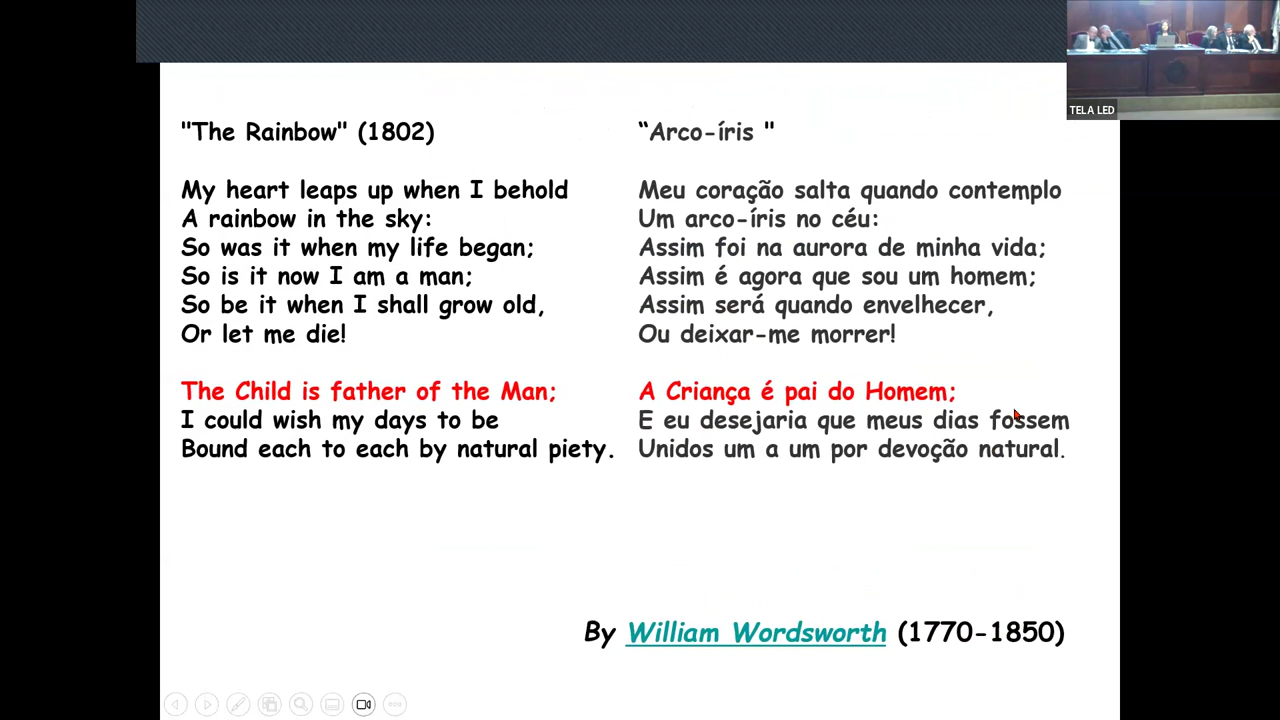 TELA LED
"The Rainbow" (1802)
My heart leaps up when I behold
A rainbow in the sky:
So was it when my life began;
So is it now I am a man;
So be it when I shall grow old,
Or let me die!
The Child is father of the Man;
I could wish my days to be
Bound each to each by natural piety.
“Arco-íris "
Meu coração salta quando contemplo
Um arco-íris no céu:
Assim foi na aurora de minha vida;
Assim é agora que sou um homem;
Assim será quando envelhecer,
Ou deixar-me morrer!
A Criança é pai do Homem;
E eu desejaria que meus dias fossem
Unidos um a um por devoção natural.
By William Wordsworth (1770-1850)